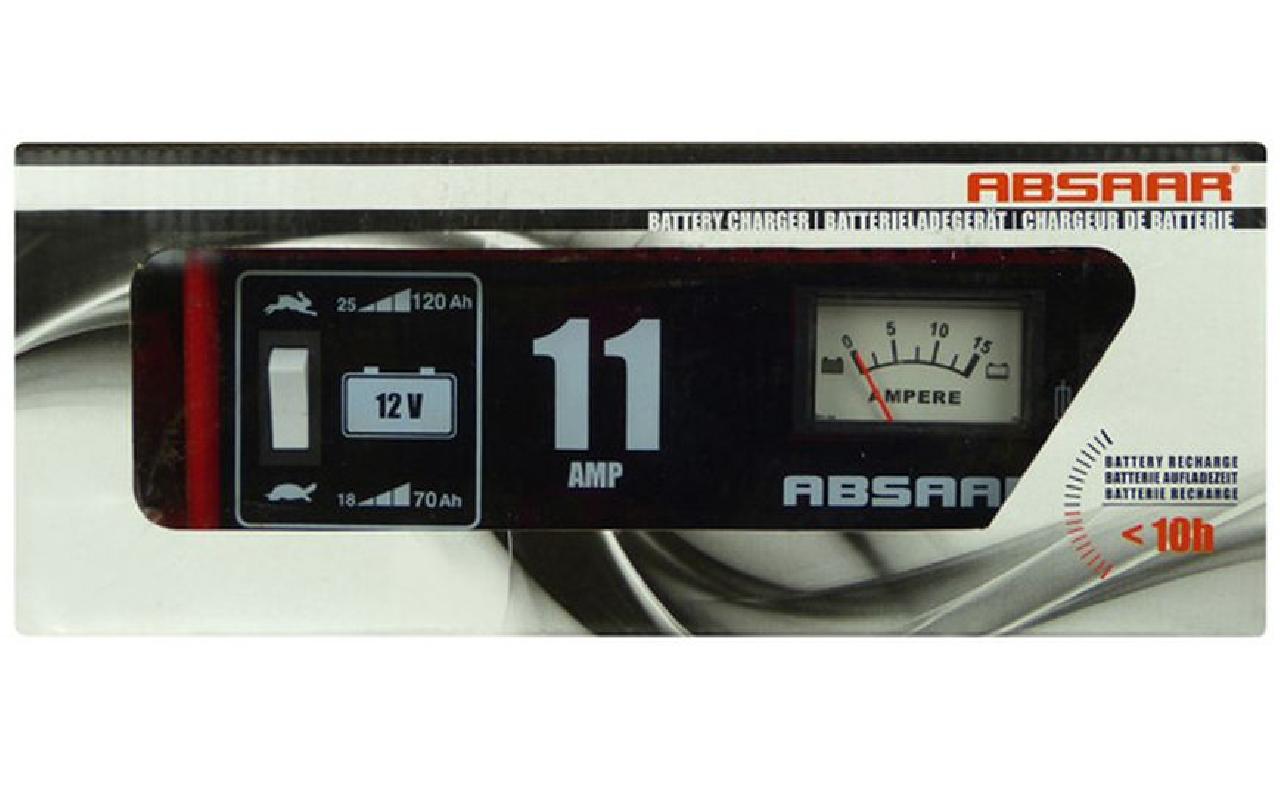 ABSAAR®
BATTERY CHARGER | BATTERIELADEGERÄT | CHARGEUR DE BATTERIE
25 120 Ah
12 V
18 70 Ah
11
AMP
0 5 10 15
AMPERE
ABSAA
BATTERY RECHARGE
BATTERIE AUFLADEZEIT
BATTERIE RECHARGE
< 10h